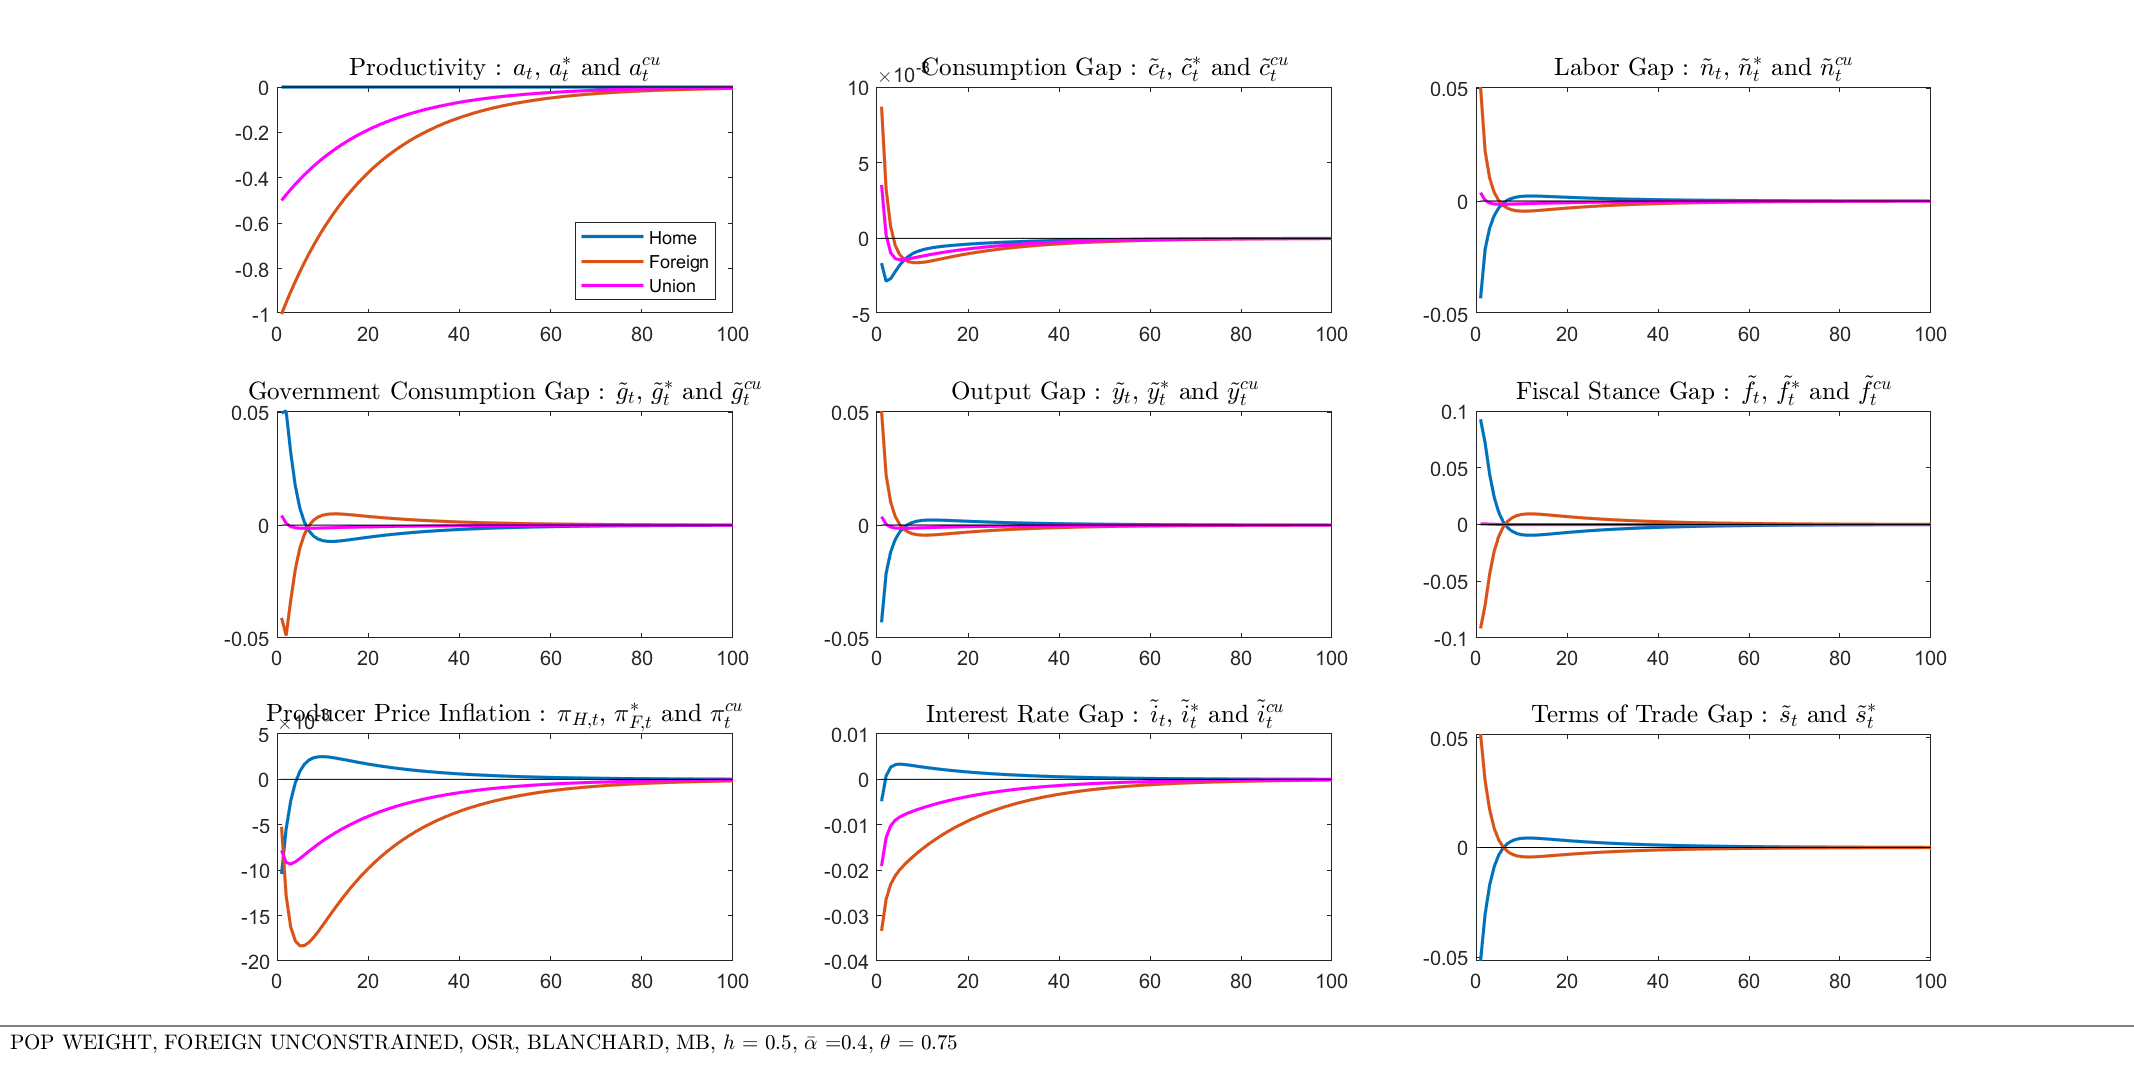 Productivity : a_t, a_t^* and a_t^{cu}
0
-0.2
-0.4
-0.6
-0.8
-1
0 20 40 60 80 100
Home
Foreign
Union
Consumption Gap : c̃_t, c̃_t^* and c̃_t^{cu}
×10^{-3}
10
5
0
-5
0 20 40 60 80 100
Labor Gap : ñ_t, ñ_t^* and ñ_t^{cu}
0.05
0
-0.05
0 20 40 60 80 100
Government Consumption Gap : g̃_t, g̃_t^* and g̃_t^{cu}
0.05
0
-0.05
0 20 40 60 80 100
Output Gap : ỹ_t, ỹ_t^* and ỹ_t^{cu}
0.05
0
-0.05
0 20 40 60 80 100
Fiscal Stance Gap : f̃_t, f̃_t^* and f̃_t^{cu}
0.1
0.05
0
-0.05
-0.1
0 20 40 60 80 100
Producer Price Inflation : π_{H,t}, π_{F,t}^* and π_t^{cu}
×10^{-3}
5
0
-5
-10
-15
-20
0 20 40 60 80 100
Interest Rate Gap : ĩ_t, ĩ_t^* and ĩ_t^{cu}
0.01
0
-0.01
-0.02
-0.03
-0.04
0 20 40 60 80 100
Terms of Trade Gap : s̃_t and s̃_t^*
0.05
0
-0.05
0 20 40 60 80 100
POP WEIGHT, FOREIGN UNCONSTRAINED, OSR, BLANCHARD, MB, h = 0.5, ᾱ =0.4, θ = 0.75